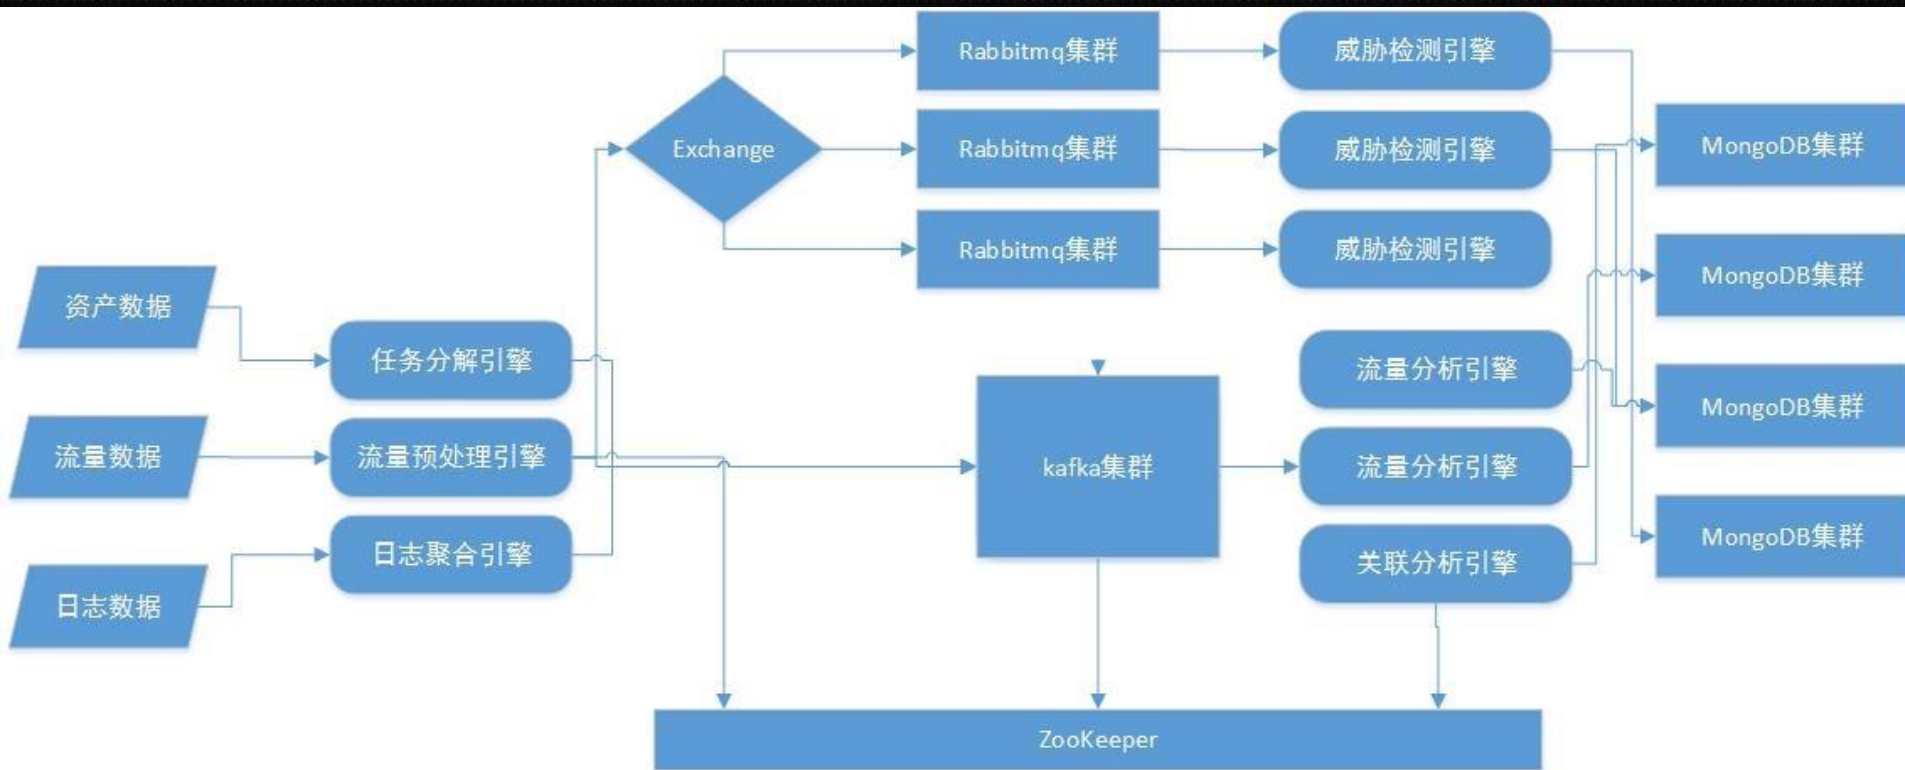 资产数据
流量数据
日志数据
任务分解引擎
流量预处理引擎
日志聚合引擎
Exchange
Rabbitmq集群
Rabbitmq集群
Rabbitmq集群
威胁检测引擎
威胁检测引擎
威胁检测引擎
kafka集群
流量分析引擎
流量分析引擎
关联分析引擎
MongoDB集群
MongoDB集群
MongoDB集群
MongoDB集群
ZooKeeper